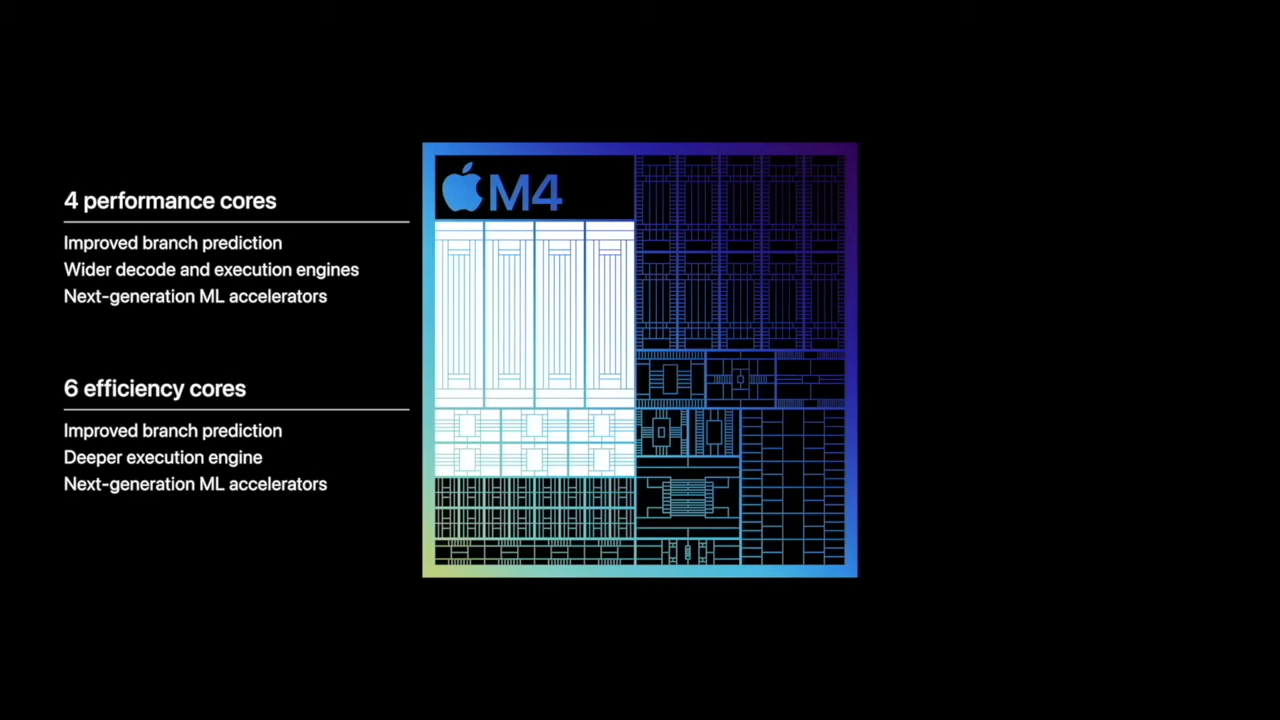 4 performance cores
Improved branch prediction
Wider decode and execution engines
Next-generation ML accelerators
6 efficiency cores
Improved branch prediction
Deeper execution engine
Next-generation ML accelerators
M4